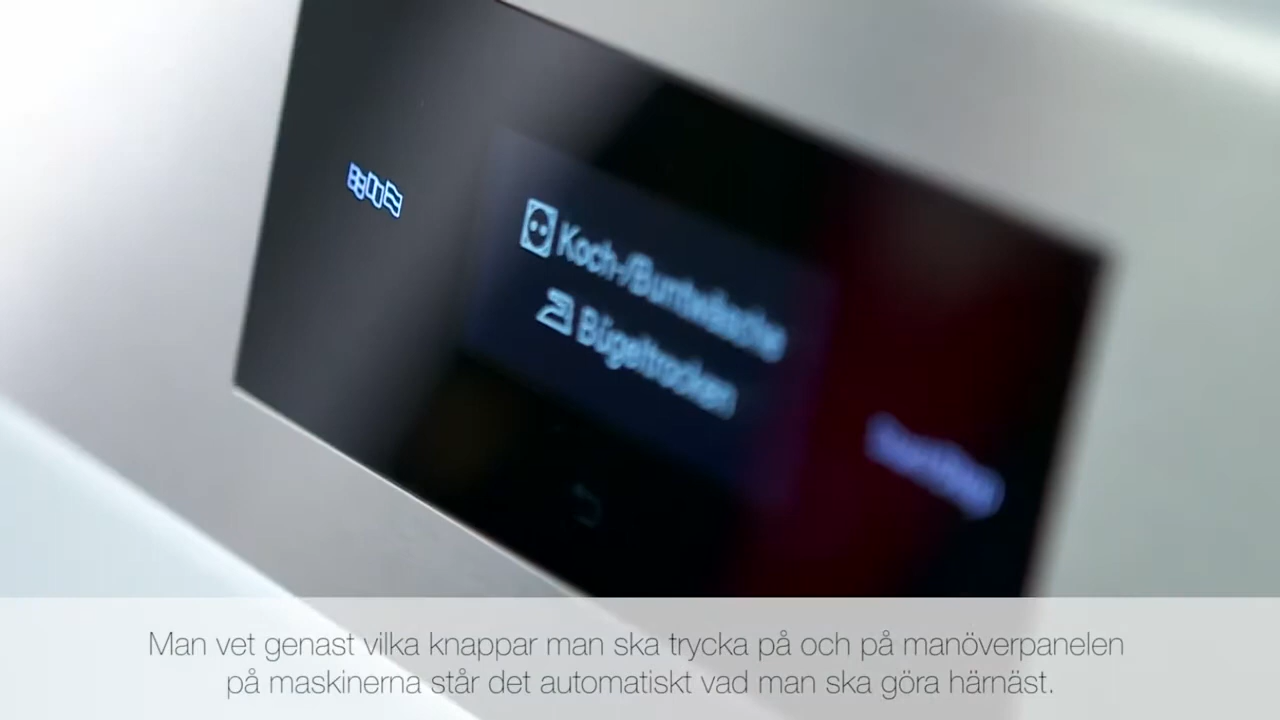 Koch-/Buntwäsche
Bügeltrocken
Man vet genast vilka knappar man ska trycka på och på manöverpanelen
på maskinerna står det automatiskt vad man ska göra härnäst.